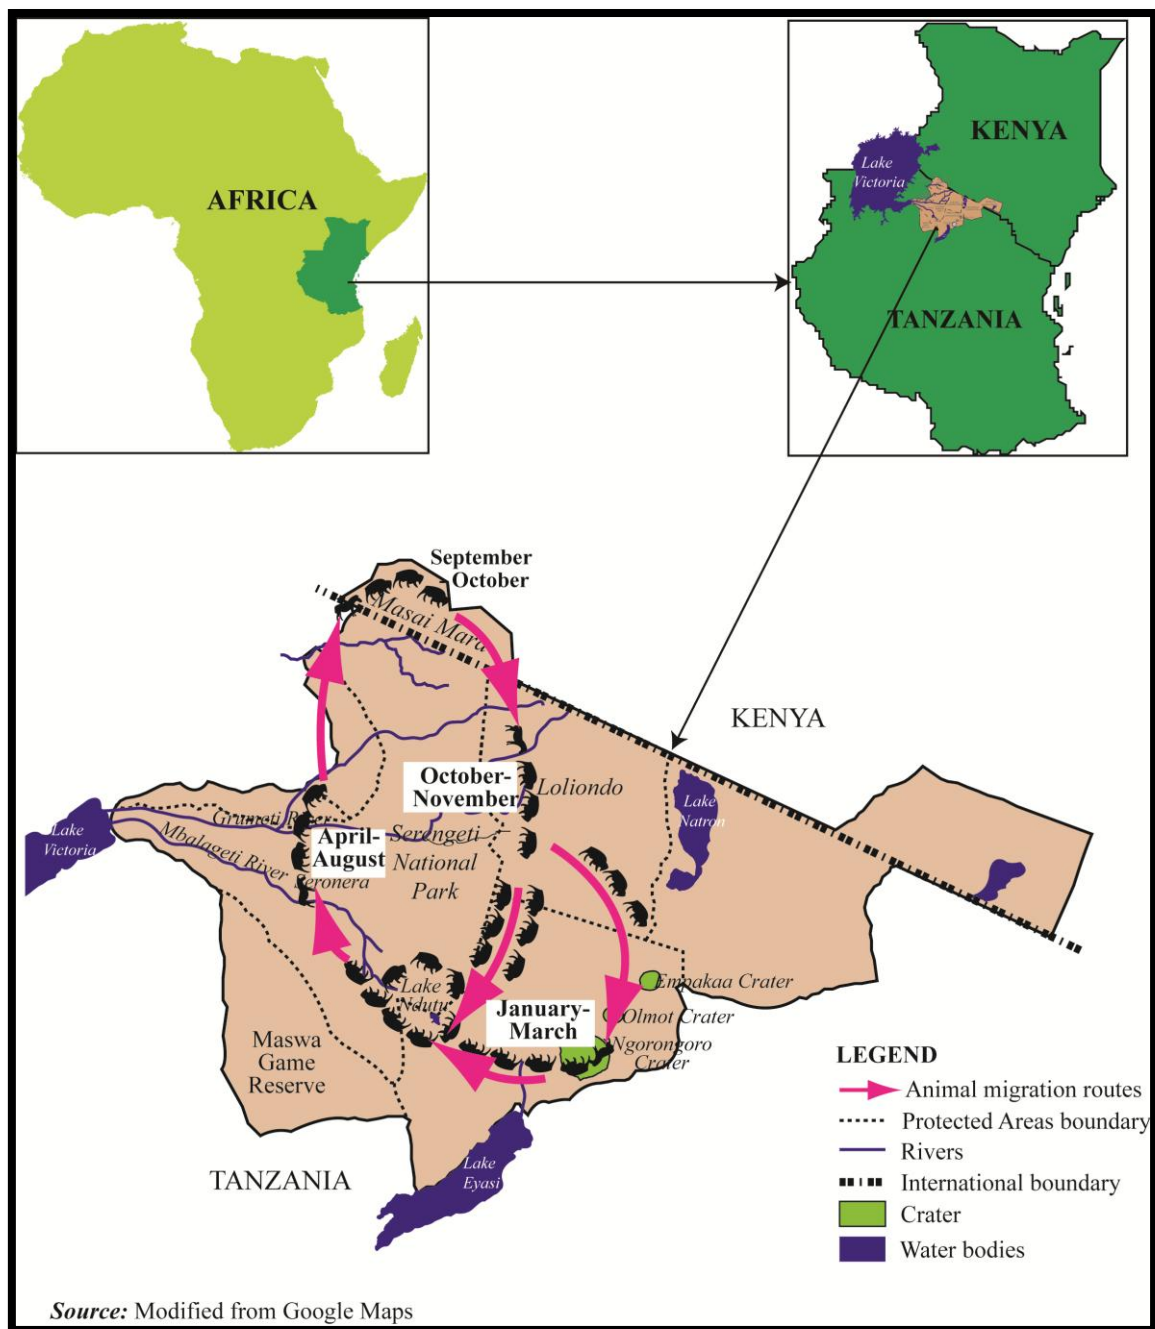 AFRICA
KENYA
Lake
Victoria
TANZANIA
September
-October
Masai Mara
KENYA
October-
November
Loliondo
Lake
Natron
Grumeti River
Lake
Victoria
Mbalageti River
April-
August
Seronera
Serengeti
National
Park
Lake
Ndutu
Empakaa Crater
January-
March
Olmot Crater
Ngorongoro
Crater
Maswa
Game
Reserve
TANZANIA
Lake
Eyasi
LEGEND
Animal migration routes
Protected Areas boundary
Rivers
International boundary
Crater
Water bodies
Source: Modified from Google Maps